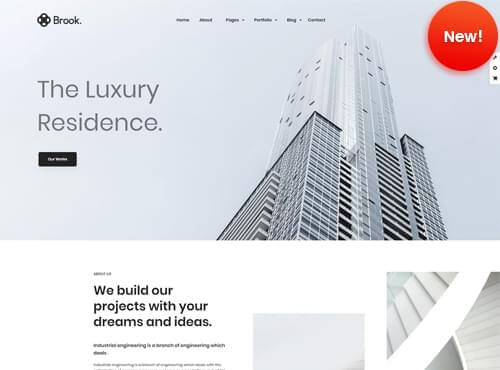 Brook.
Home About Pages Portfolio Blog Contact
New!
The Luxury
Residence.
Our Works
ABOUT US
We build our
projects with your
dreams and ideas.
Industrial engineering is a branch of engineering which
deals .
Industrial engineering is a branch of engineering which deals with the